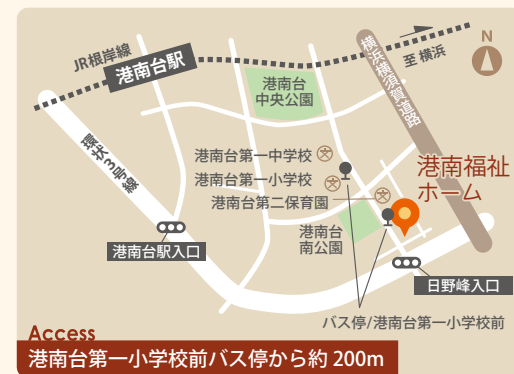 JR根岸線
港南台駅
至 横浜
N
横浜横須賀道路
港南台
中央公園
環状3号線
港南台第一中学校
港南台第一小学校
港南台第二保育園
港南福祉
ホーム
港南台
南公園
港南台駅入口
日野峰入口
バス停/港南台第一小学校前
Access
港南台第一小学校前バス停から約 200m